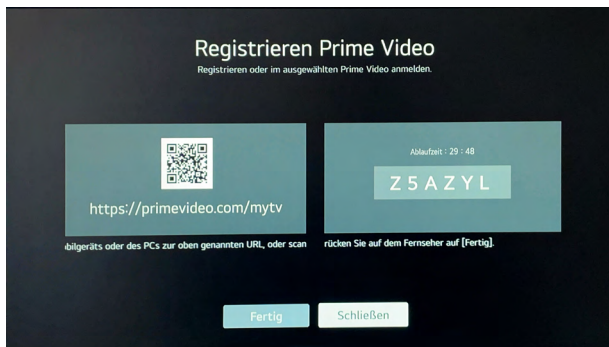 Registrieren Prime Video
Registrieren oder im ausgewählten Prime Video anmelden.
https://primevideo.com/mytv
bilgeräts oder des PCs zur oben genannten URL, oder scan
Ablaufzeit : 29 : 48
Z5AZYL
rücken Sie auf dem Fernseher auf [Fertig].
Fertig
Schließen